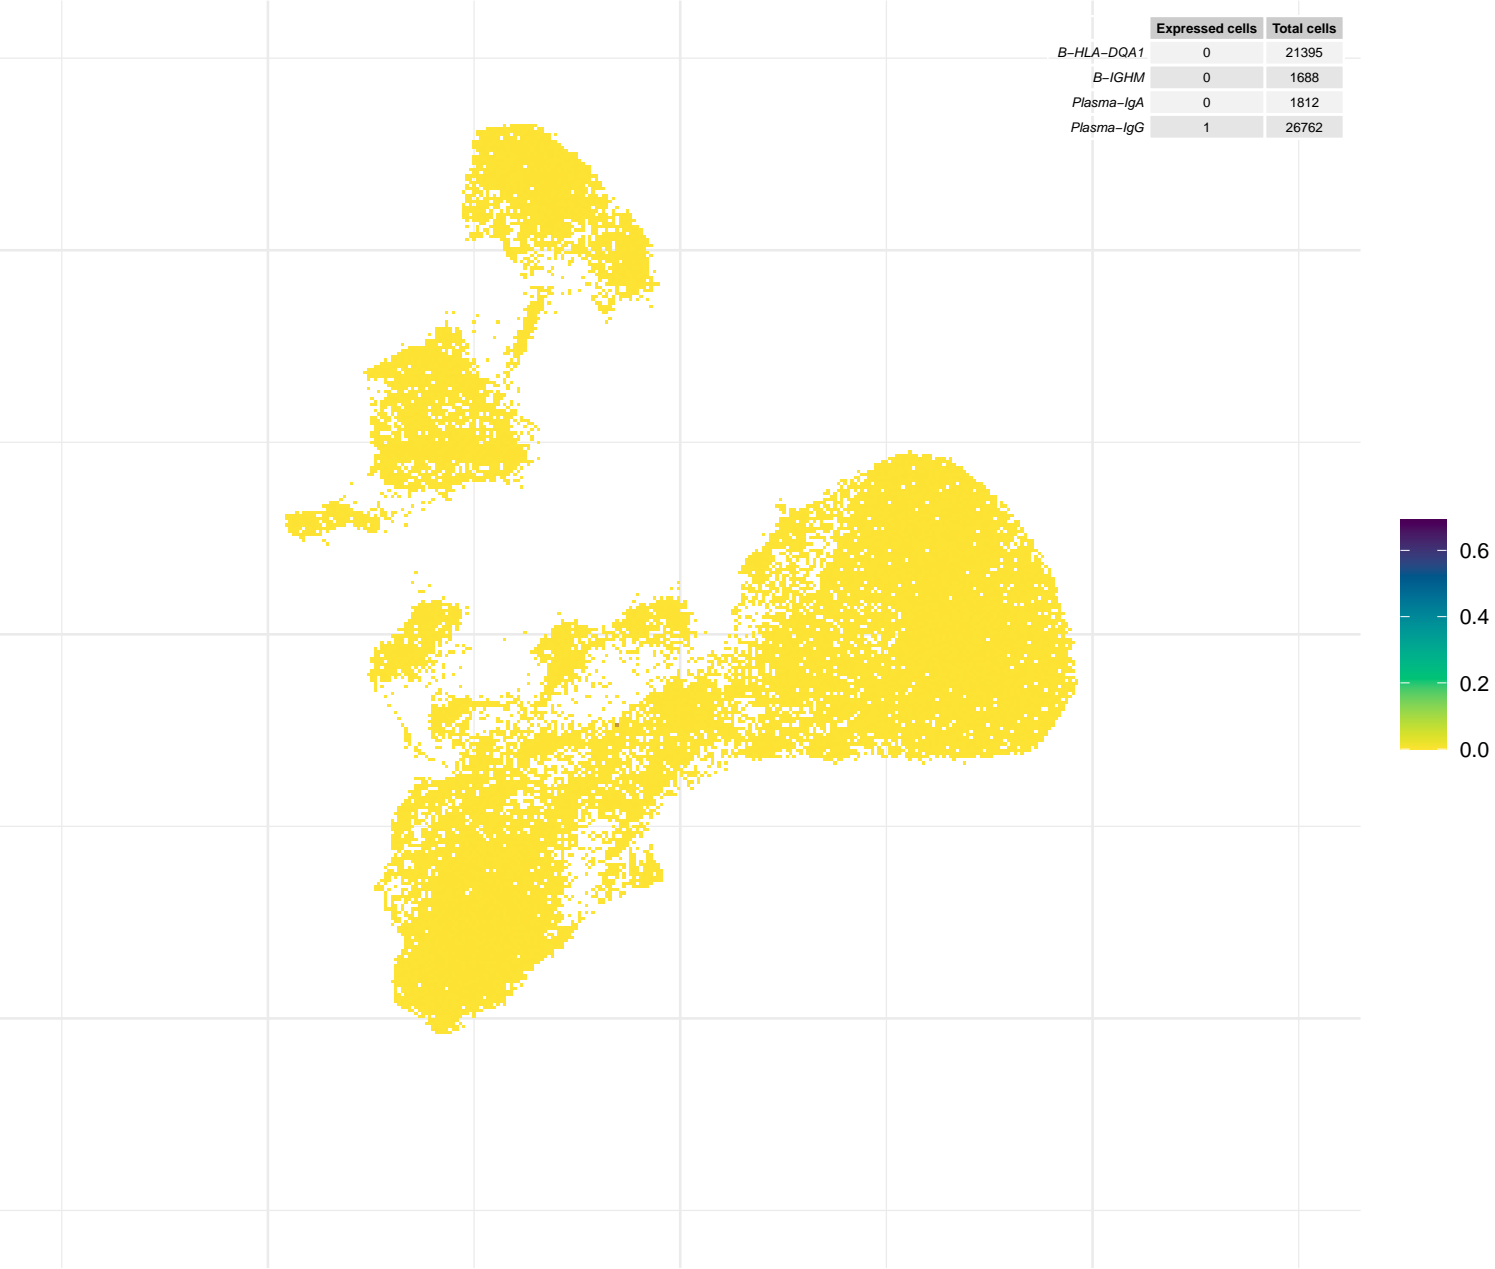 Expressed cells Total cells
B−HLA−DQA1 0 21395
B−IGHM 0 1688
Plasma−IgA 0 1812
Plasma−IgG 1 26762
0.6
0.4
0.2
0.0